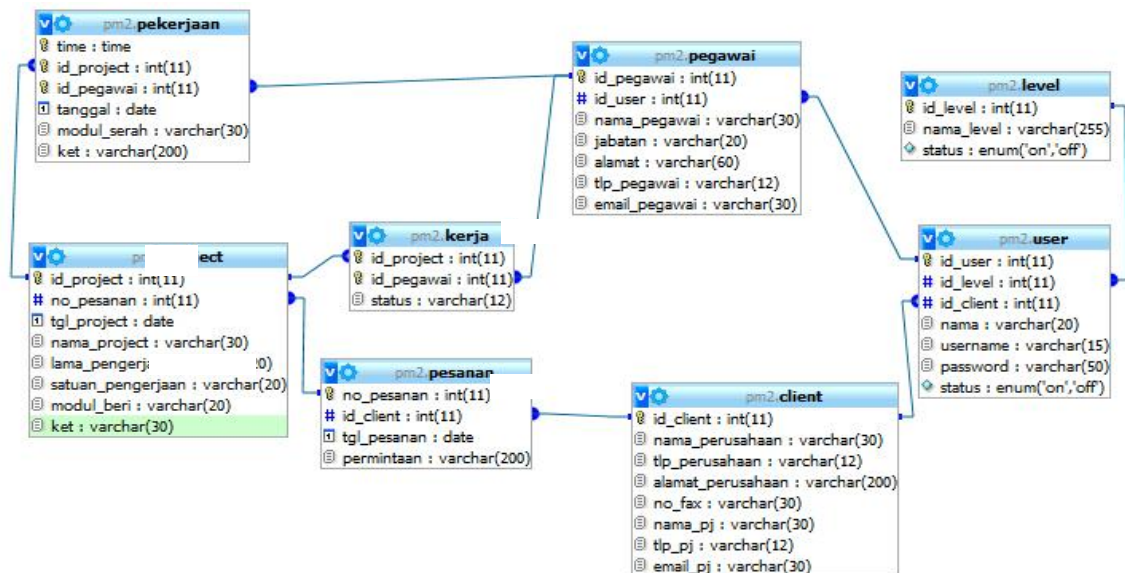 pm2.pekerjaan
time : time
id_project : int(11)
id_pegawai : int(11)
tanggal : date
modul_serah : varchar(30)
ket : varchar(200)
pm2.pegawai
id_pegawai : int(11)
id_user : int(11)
nama_pegawai : varchar(30)
jabatan : varchar(20)
alamat : varchar(60)
tlp_pegawai : varchar(12)
email_pegawai : varchar(30)
pm2.level
id_level : int(11)
nama_level : varchar(255)
status : enum('on','off')
pm2.kerja
id_project : int(11)
id_pegawai : int(11)
status : varchar(12)
id_project : int(11)
no_pesanan : int(11)
tgl_project : date
nama_project : varchar(30)
satuan_pengerjaan : varchar(20)
modul_beri : varchar(20)
ket : varchar(30)
pm2.user
id_user : int(11)
id_level : int(11)
id_client : int(11)
nama : varchar(20)
username : varchar(15)
password : varchar(50)
status : enum('on','off')
pm2.pesanan
no_pesanan : int(11)
id_client : int(11)
tgl_pesanan : date
permintaan : varchar(200)
pm2.client
id_client : int(11)
nama_perusahaan : varchar(30)
tlp_perusahaan : varchar(12)
alamat_perusahaan : varchar(200)
no_fax : varchar(30)
nama_pj : varchar(30)
tlp_pj : varchar(12)
email_pj : varchar(30)